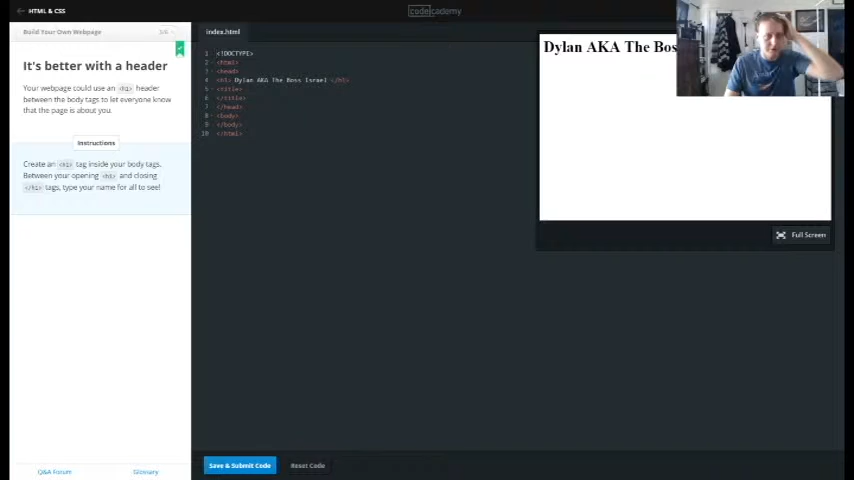 ← HTML & CSS
codecademy
Build Your Own Webpage
index.html
It's better with a header
Your webpage could use an <h1> header
between the body tags to let everyone know
that the page is about you.
Instructions
Create an <h1> tag inside your body tags.
Between your opening <h1> and closing
</h1> tags, type your name for all to see!
1 <!DOCTYPE>
2 <html>
3 <head>
4 <h1> Dylan AKA The Boss Israel </h1>
5 <title>
6 </title>
7 </head>
8 <body>
9 </body>
10 </html>
Dylan AKA The Bos
Full Screen
Q&A Forum
Glossary
Save & Submit Code
Reset Code